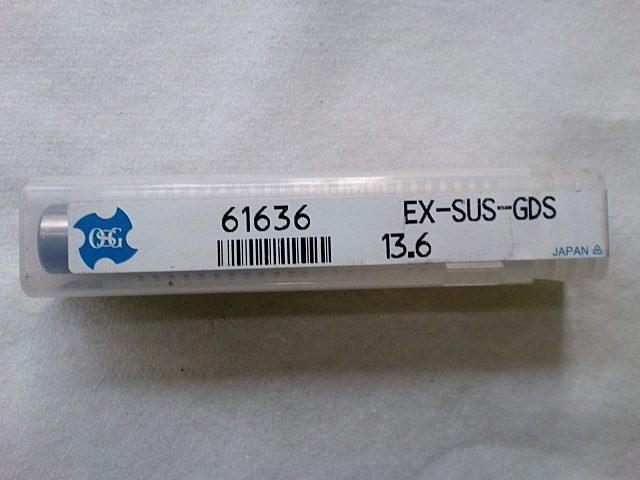 OSG
61636
EX-SUS-GDS
13.6
JAPAN